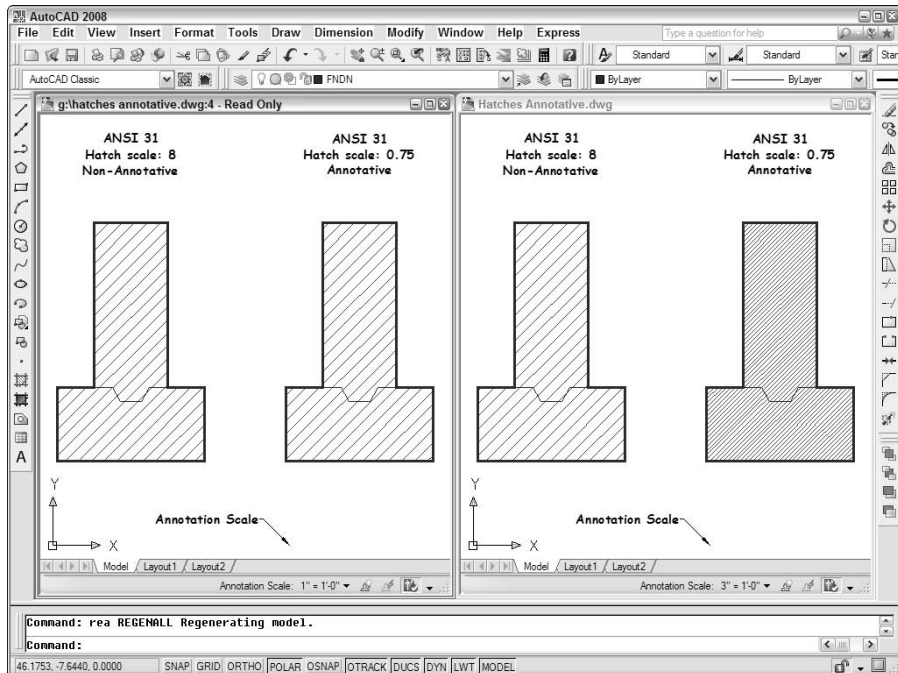 AutoCAD 2008
File Edit View Insert Format Tools Draw Dimension Modify Window Help Express Type a question for help
Standard Standard Stan
AutoCAD Classic FNDN ByLayer ByLayer
g:\hatches annotative.dwg:4 - Read Only
ANSI 31
Hatch scale: 8
Non-Annotative
ANSI 31
Hatch scale: 0.75
Annotative
Y
X
Annotation Scale
Model Layout1 Layout2
Annotation Scale: 1" = 1'-0"
Hatches Annotative.dwg
ANSI 31
Hatch scale: 8
Non-Annotative
ANSI 31
Hatch scale: 0.75
Annotative
Y
X
Annotation Scale
Model Layout1 Layout2
Annotation Scale: 3" = 1'-0"
A
Command: rea REGENALL Regenerating model.
Command:
46.1753, -7.6440, 0.0000 SNAP GRID ORTHO POLAR OSNAP OTRACK DUCS DYN LWT MODEL